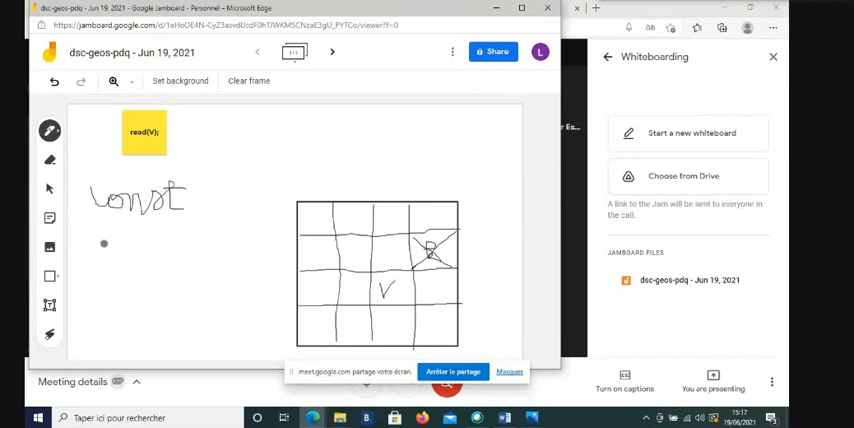 dsc-geos-pdq - Jun 19, 2021 - Jamboard - Personnel - Microsoft Edge
https://jamboard.google.com/d/1eHoOE4N-CyZ3asvdUcdF0hTJWKMSCNzaE3gU_PYTCo/viewer?f=0
dsc-geos-pdq - Jun 19, 2021
Share
L
Set background
Clear frame
read(V);
const
B
V
Es...
Whiteboarding
Start a new whiteboard
Choose from Drive
A link to the Jam will be sent to everyone in
the call.
JAMBOARD FILES
dsc-geos-pdq - Jun 19, 2021
meet.google.com partage votre écran.
Arrêter le partage
Masquer
Meeting details
Turn on captions
You are presenting
Taper ici pour rechercher
15:17
19/06/2021